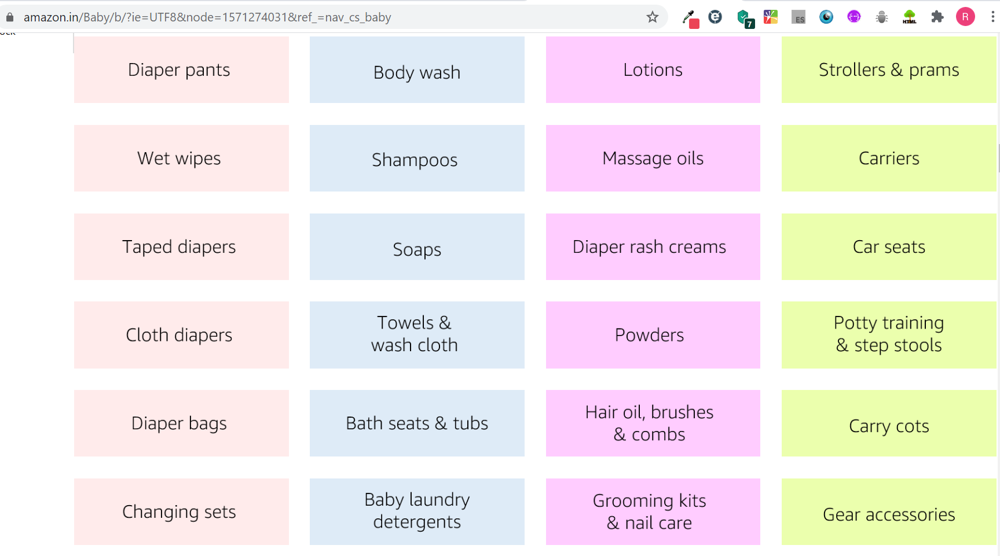 amazon.in/Baby/b/?ie=UTF8&node=1571274031&ref_=nav_cs_baby
7
ES
HTML
R
Diaper pants
Body wash
Lotions
Strollers & prams
Wet wipes
Shampoos
Massage oils
Carriers
Taped diapers
Soaps
Diaper rash creams
Car seats
Cloth diapers
Towels &
wash cloth
Powders
Potty training
& step stools
Diaper bags
Bath seats & tubs
Hair oil, brushes
& combs
Carry cots
Changing sets
Baby laundry
detergents
Grooming kits
& nail care
Gear accessories